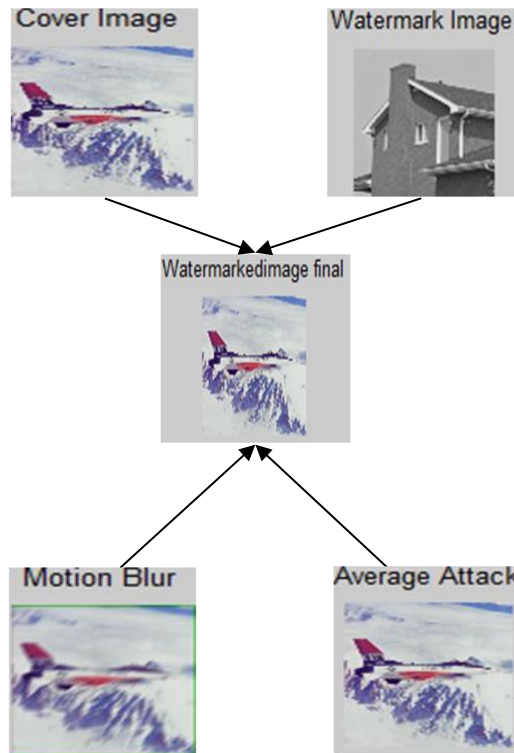 Cover Image
Watermark Image
Watermarkedimage final
Motion Blur
Average Attack